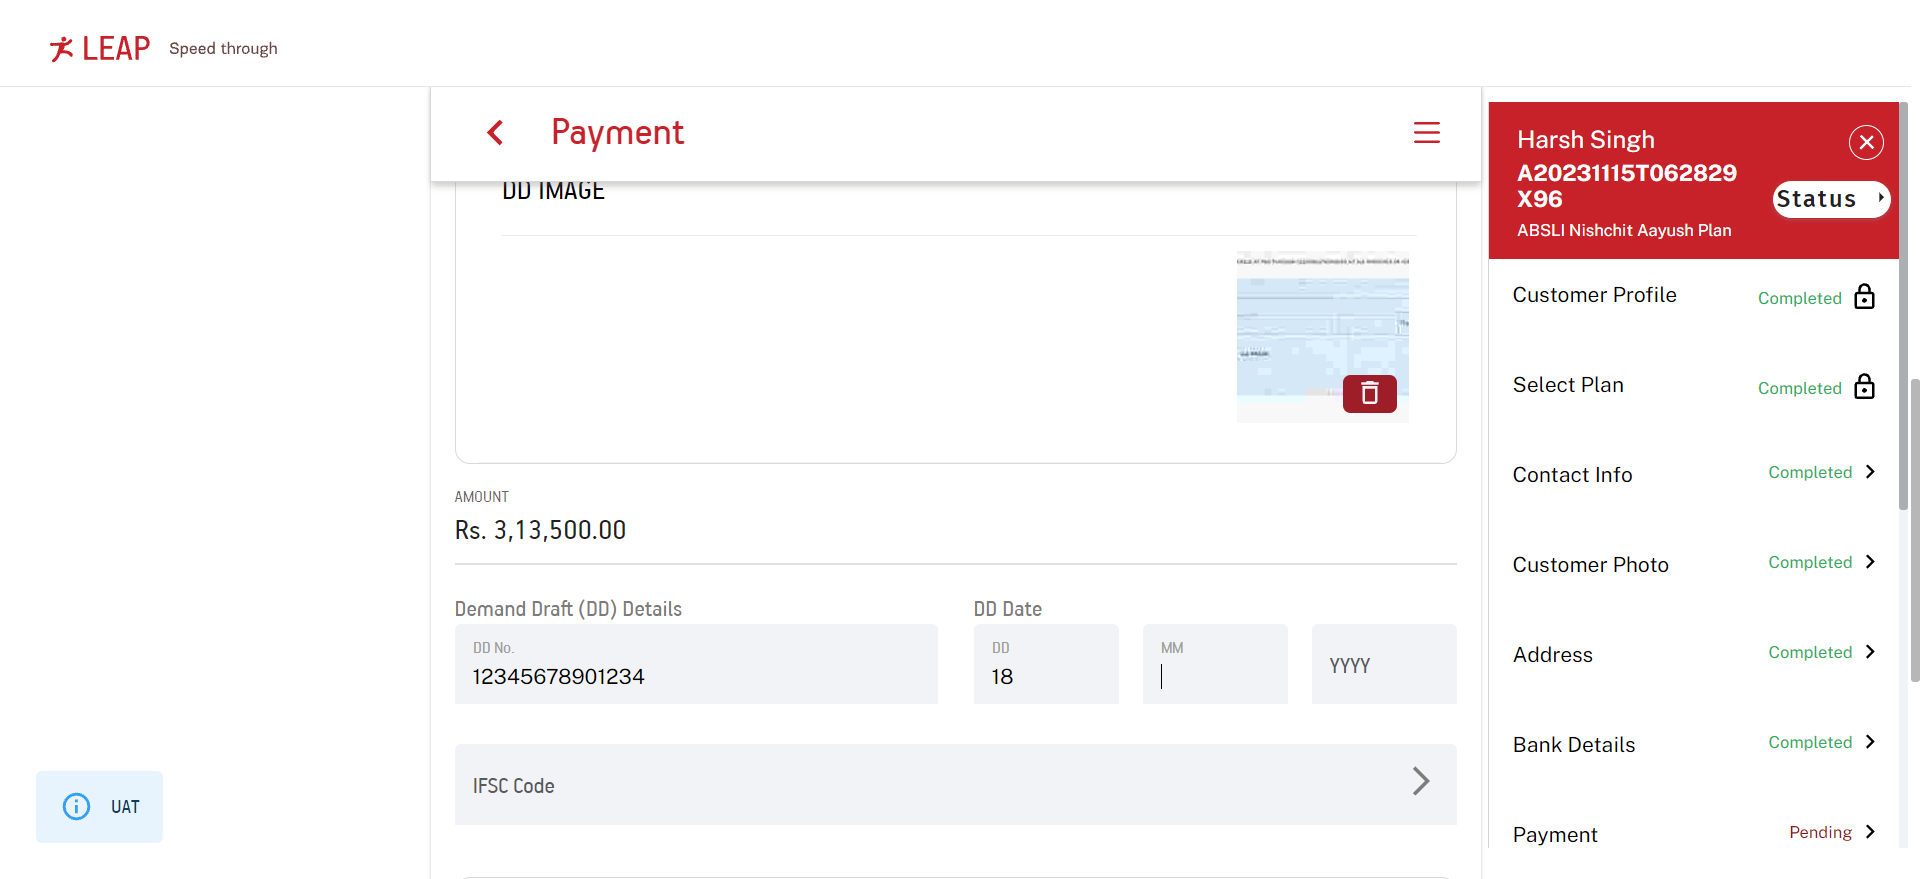 LEAP Speed through
Payment
DD IMAGE
AMOUNT
Rs. 3,13,500.00
Demand Draft (DD) Details
DD No.
12345678901234
DD Date
DD
18
MM
YYYY
IFSC Code
UAT
Harsh Singh
A20231115T062829
X96
Status
ABSLI Nishchit Aayush Plan
Customer Profile Completed
Select Plan Completed
Contact Info Completed
Customer Photo Completed
Address Completed
Bank Details Completed
Payment Pending